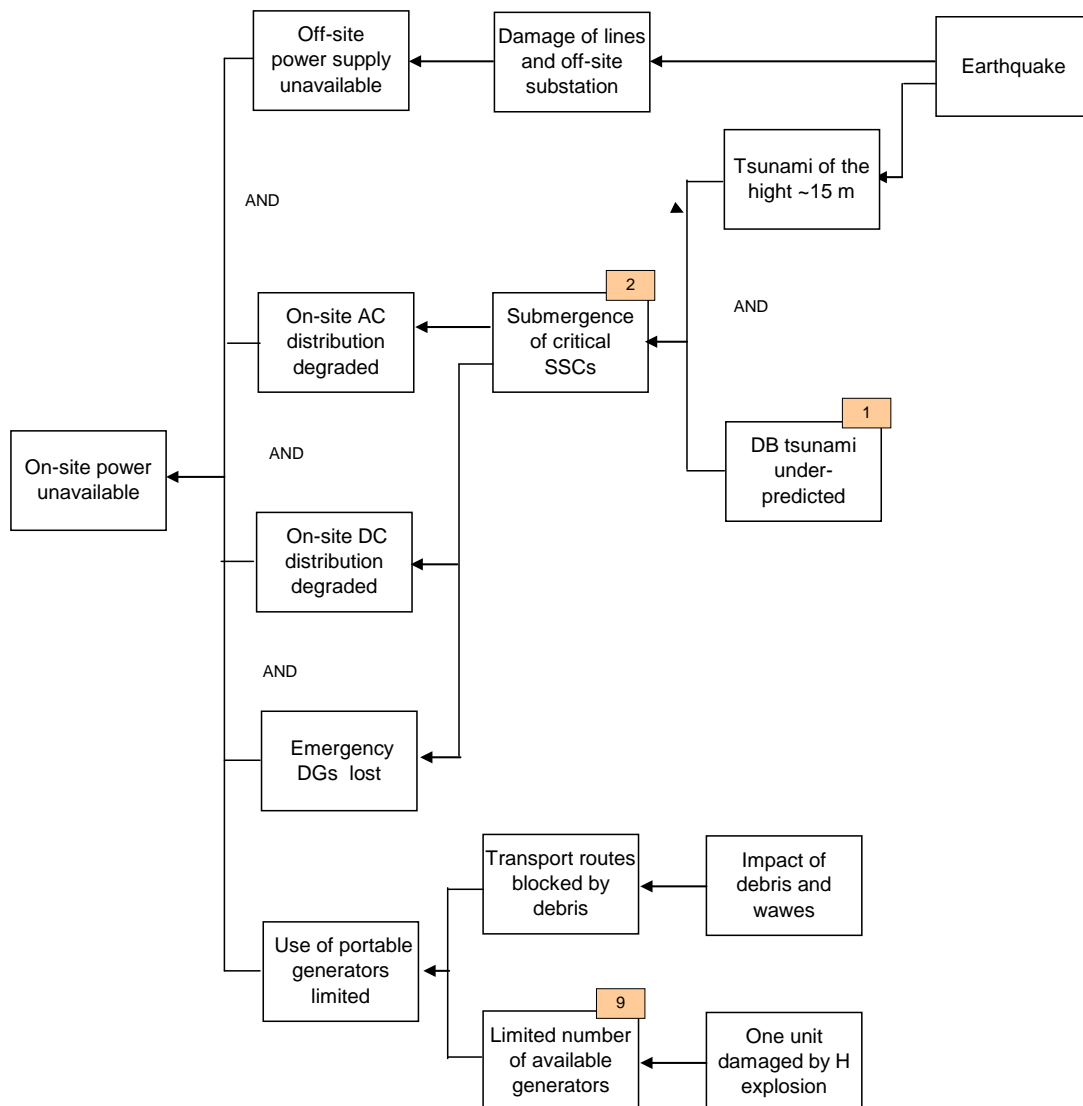 Off-site
power supply
unavailable
Damage of lines
and off-site
substation
Earthquake
Tsunami of the
hight ~15 m
AND
2
On-site AC
distribution
degraded
Submergence
of critical
SSCs
AND
1
DB tsunami
under-
predicted
On-site power
unavailable
AND
On-site DC
distribution
degraded
AND
Emergency
DGs lost
Transport routes
blocked by
debris
Impact of
debris and
wawes
Use of portable
generators
limited
9
Limited number
of available
generators
One unit
damaged by H
explosion